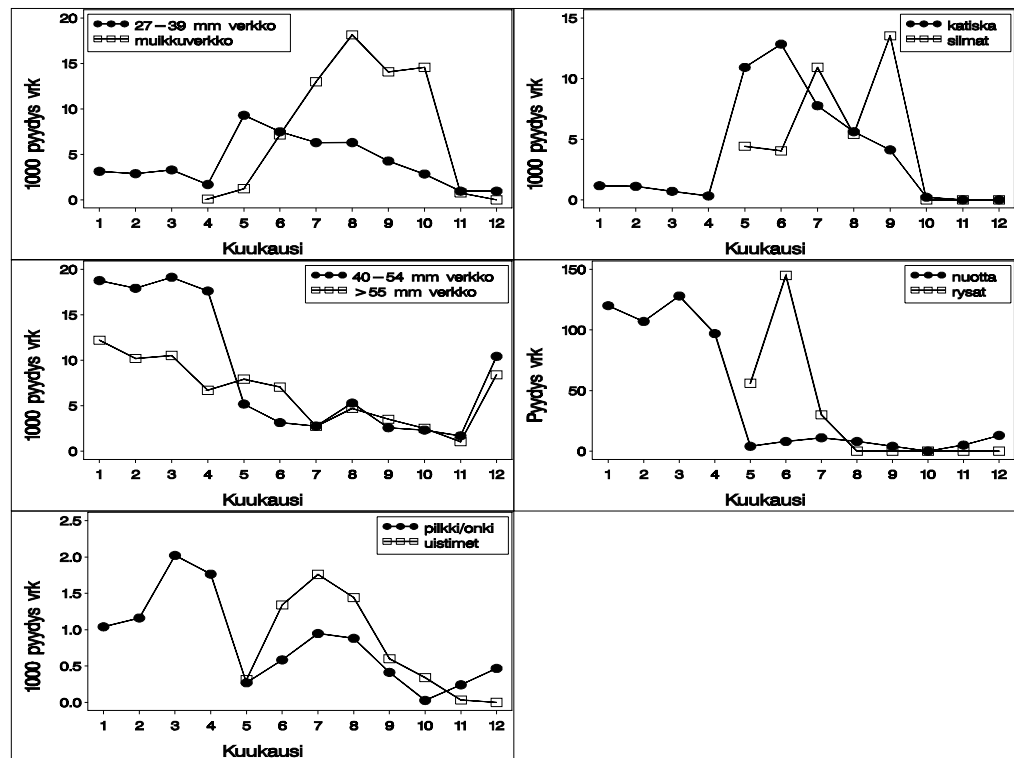 27–39 mm verkko
muikkuverkko
1000 pyydys vrk
20
15
10
5
0
1 2 3 4 5 6 7 8 9 10 11 12
Kuukausi
katiska
siimat
1000 pyydys vrk
15
10
5
0
1 2 3 4 5 6 7 8 9 10 11 12
Kuukausi
40–54 mm verkko
>55 mm verkko
1000 pyydys vrk
20
15
10
5
0
1 2 3 4 5 6 7 8 9 10 11 12
Kuukausi
nuotta
rysat
Pyydys vrk
150
100
50
0
1 2 3 4 5 6 7 8 9 10 11 12
Kuukausi
pilkki/onki
uistimet
1000 pyydys vrk
2.5
2.0
1.5
1.0
0.5
0.0
1 2 3 4 5 6 7 8 9 10 11 12
Kuukausi